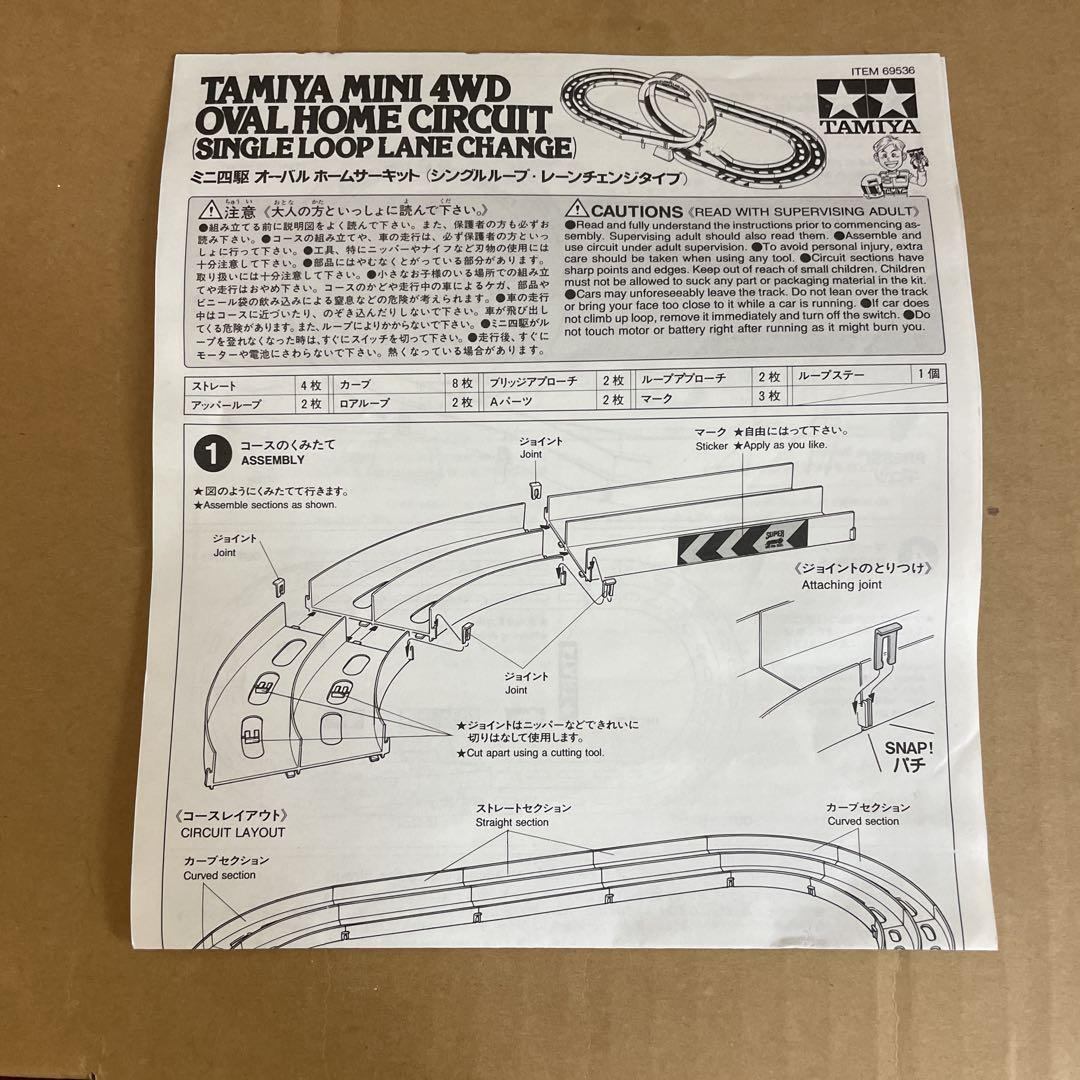 TAMIYA MINI 4WD
OVAL HOME CIRCUIT
(SINGLE LOOP LANE CHANGE)
ミニ四駆 オーバル ホームサーキット (シングルループ・レーンチェンジタイプ)
ITEM 69536
TAMIYA
ちゅうい おとな かた よ くだ
注意《大人の方といっしょに読んで下さい。》
●組み立てる前に説明図をよく読んで下さい。また、保護者の方も必ずお
読み下さい。●コースの組み立てや、車の走行は、必ず保護者の方といっ
しょに行って下さい。●工具、特にニッパーやナイフなど刃物の使用には
十分注意して下さい。●部品にはやむなくとがっている部分があります。
取り扱いには十分注意して下さい。●小さなお子様のいる場所での組み立
てや走行はおやめ下さい。コースのかどや走行中の車によるケガ、部品や
ビニール袋の飲み込みによる窒息などの危険が考えられます。●車の走行
中はコースに近づいたり、のぞき込んだりしないで下さい。車が飛び出し
てくる危険があります。また、ループによりかからないで下さい。●ミニ四駆がル
ープを登れなくなった時は、すぐにスイッチを切って下さい。●走行後、すぐに
モーターや電池にさわらないで下さい。熱くなっている場合があります。
CAUTIONS《READ WITH SUPERVISING ADULT》
●Read and fully understand the instructions prior to commencing as-
sembly. Supervising adult should also read them. ●Assemble and
use circuit under adult supervision. ●To avoid personal injury, extra
care should be taken when using any tool. ●Circuit sections have
sharp points and edges. Keep out of reach of small children. Children
must not be allowed to suck any part or packaging material in the kit.
●Cars may unforeseeably leave the track. Do not lean over the track
or bring your face too close to it while a car is running. ●If car does
not climb up loop, remove it immediately and turn off the switch. ●Do
not touch motor or battery right after running as it might burn you.
ストレート 4枚 カーブ 8枚 ブリッジアプローチ 2枚 ループアプローチ 2枚 ループステー 1個
アッパーループ 2枚 ロアループ 2枚 Aパーツ 2枚 マーク 3枚
1 コースのくみたて
ASSEMBLY
★図のようにくみたてて行きます。
★Assemble sections as shown.
ジョイント
Joint
ジョイント
Joint
マーク ★自由にはって下さい。
Sticker ★Apply as you like.
SUPER
《ジョイントのとりつけ》
Attaching joint
ジョイント
Joint
★ジョイントはニッパーなどできれいに
切りはなして使用します。
★Cut apart using a cutting tool.
SNAP!
パチ
《コースレイアウト》
CIRCUIT LAYOUT
ストレートセクション
Straight section
カーブセクション
Curved section
カーブセクション
Curved section